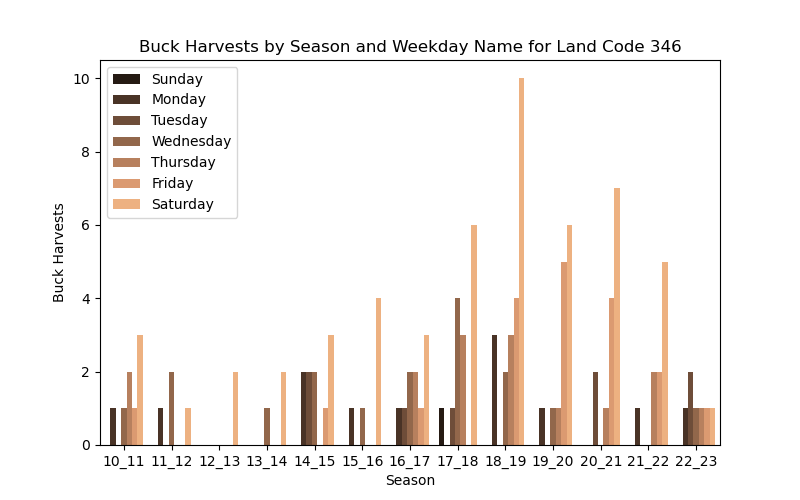 Buck Harvests by Season and Weekday Name for Land Code 346
Sunday
Monday
Tuesday
Wednesday
Thursday
Friday
Saturday
10
8
6
4
2
0
Buck Harvests
10_11 11_12 12_13 13_14 14_15 15_16 16_17 17_18 18_19 19_20 20_21 21_22 22_23
Season